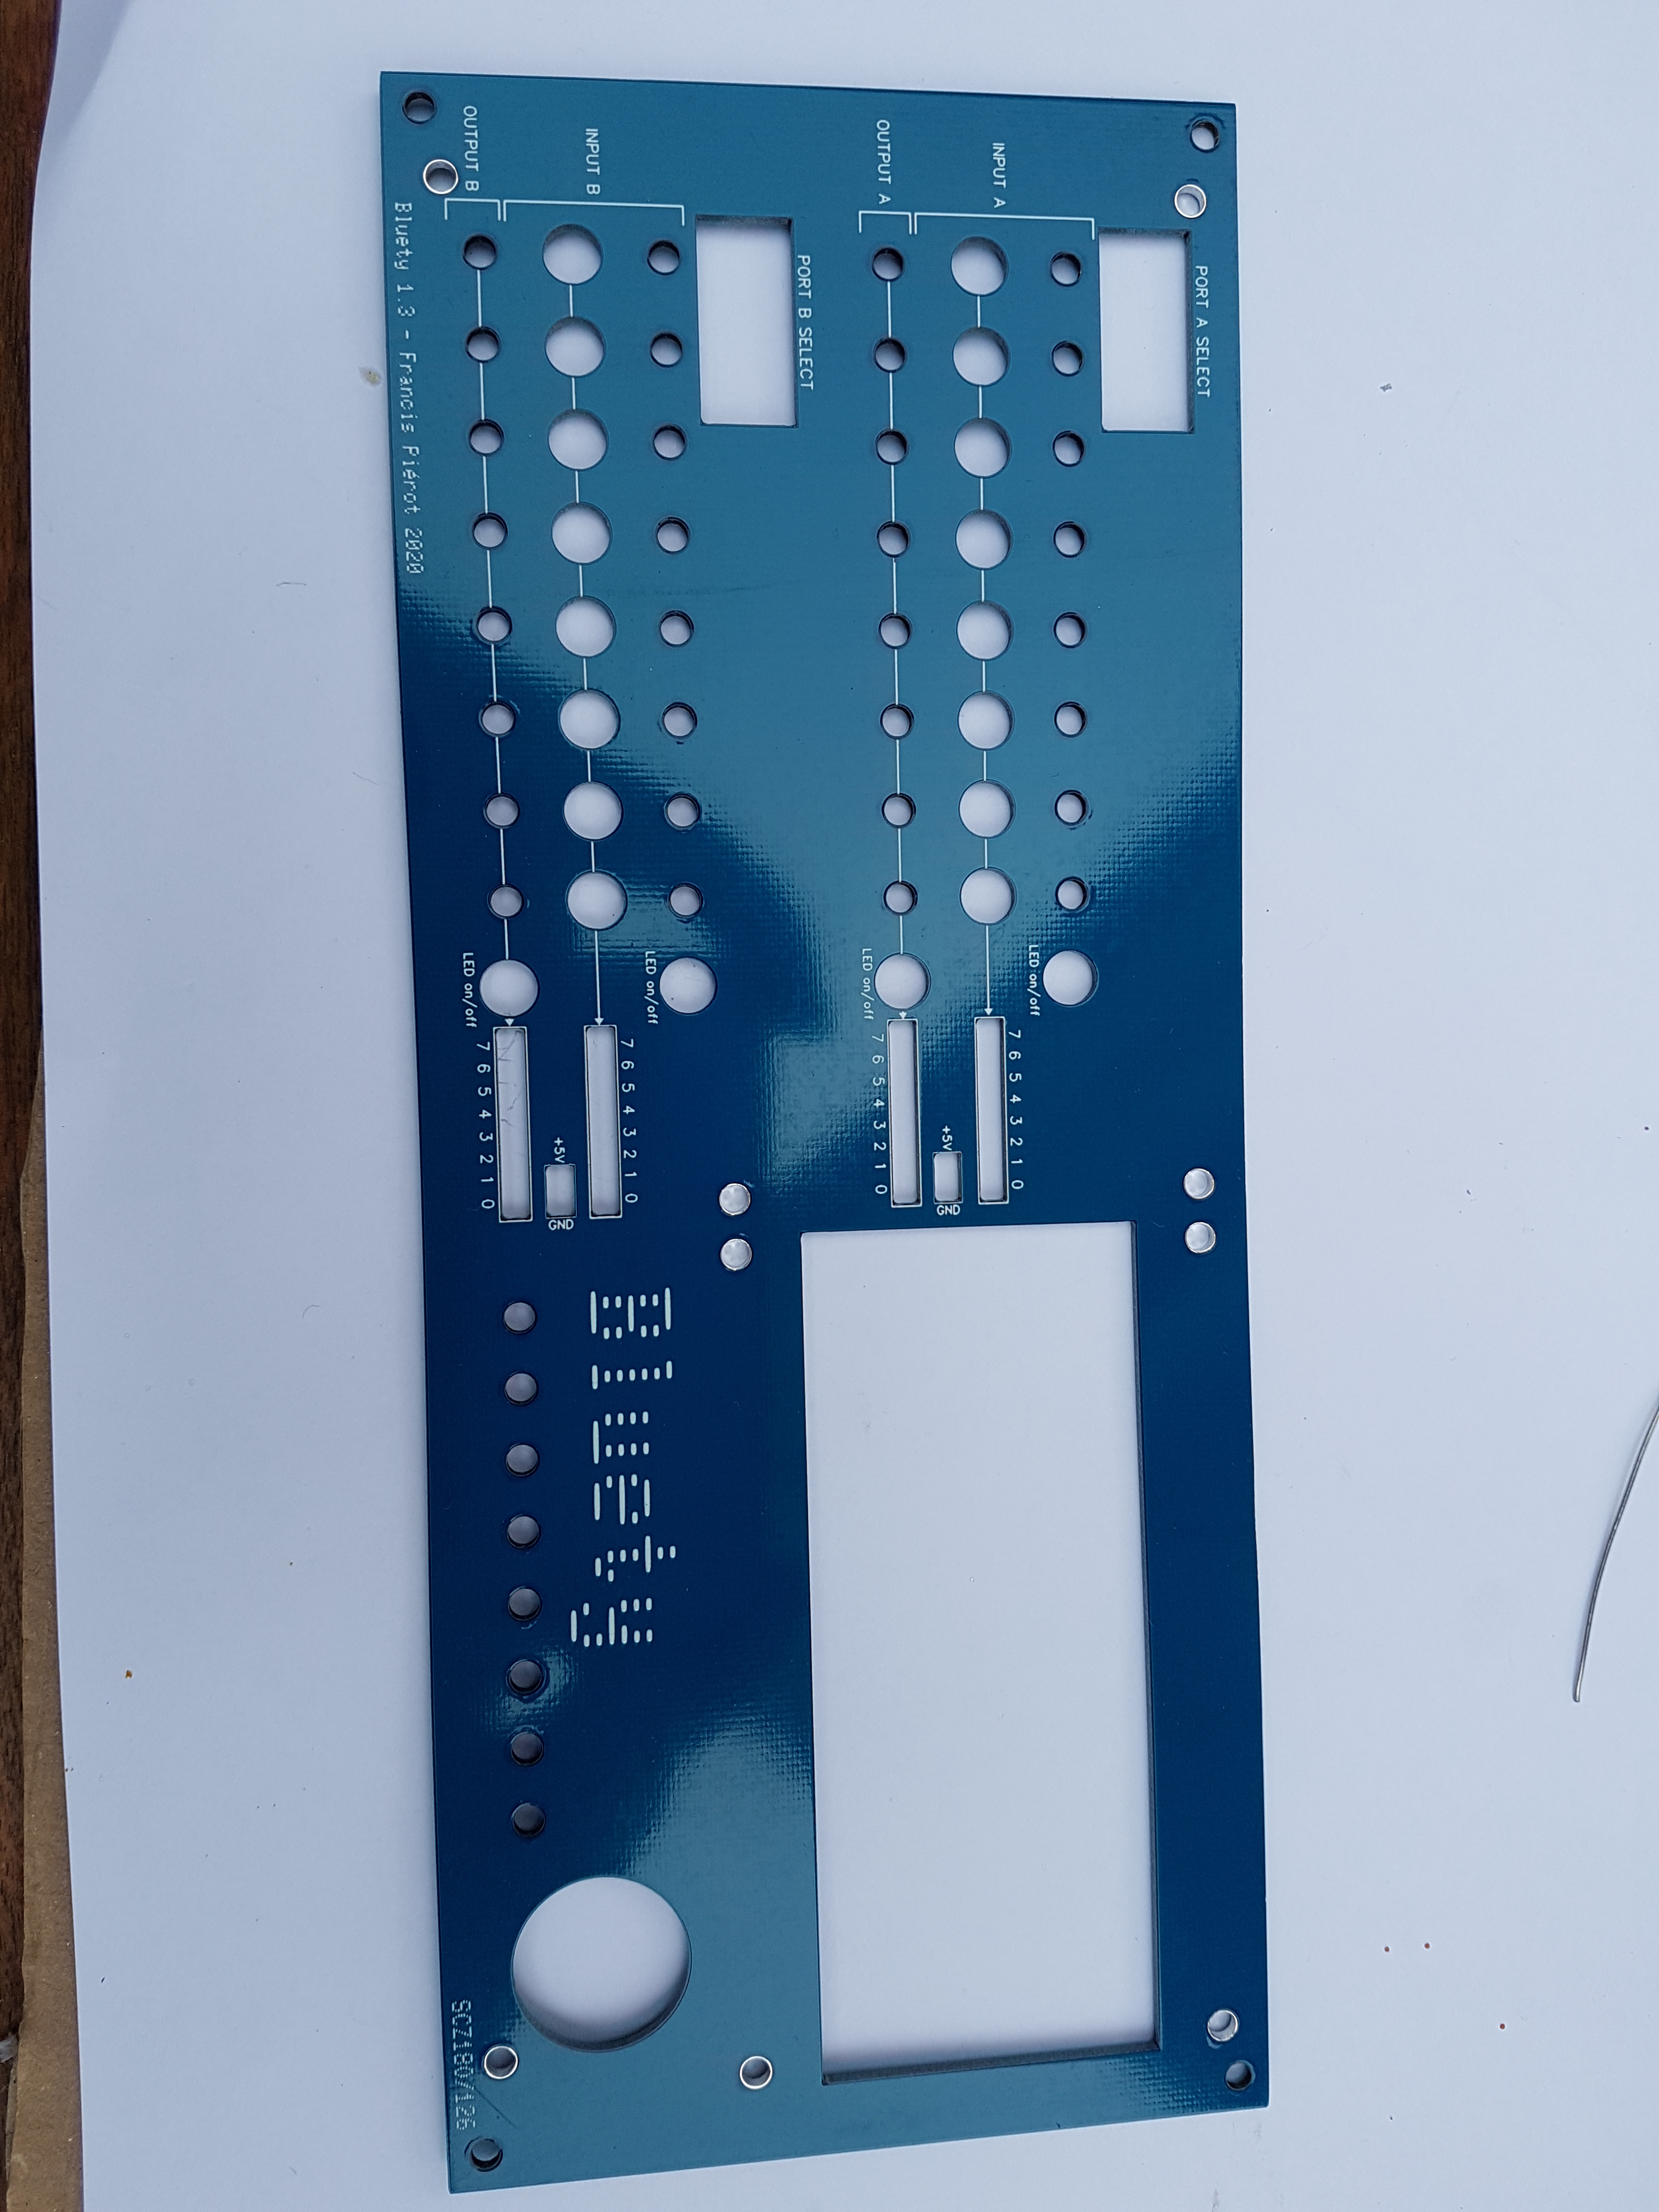 PORT A SELECT
INPUT A
OUTPUT A
LED on/off
7 6 5 4 3 2 1 0
+5V
GND
LED on/off
7 6 5 4 3 2 1 0
PORT B SELECT
INPUT B
OUTPUT B
LED on/off
7 6 5 4 3 2 1 0
+5V
GND
LED on/off
7 6 5 4 3 2 1 0
Bluety
Bluety 1.3 - Francis Piérot 2020
SCZ180/126